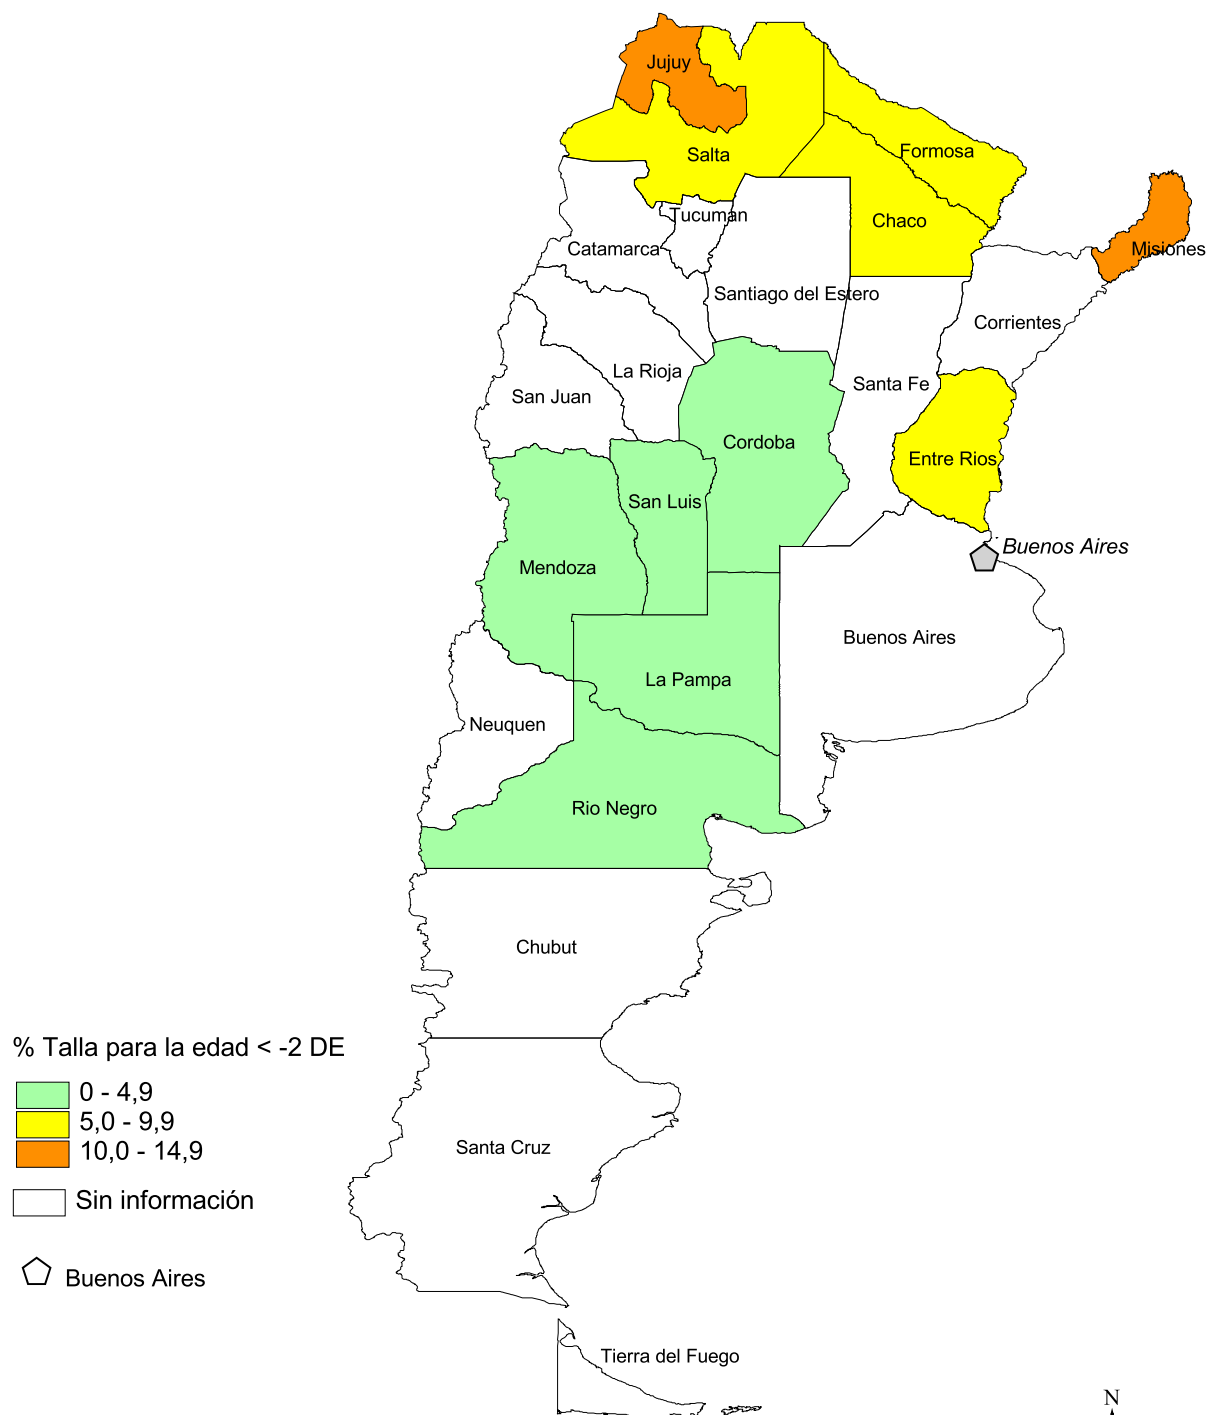 Jujuy
Salta
Formosa
Tucuman
Chaco
Catamarca
Misiones
Santiago del Estero
Corrientes
La Rioja
San Juan
Santa Fe
Cordoba
Entre Rios
San Luis
Buenos Aires
Mendoza
Buenos Aires
La Pampa
Neuquen
Rio Negro
Chubut
% Talla para la edad < -2 DE
0 - 4,9
5,0 - 9,9
10,0 - 14,9
Santa Cruz
Sin información
Buenos Aires
Tierra del Fuego
N